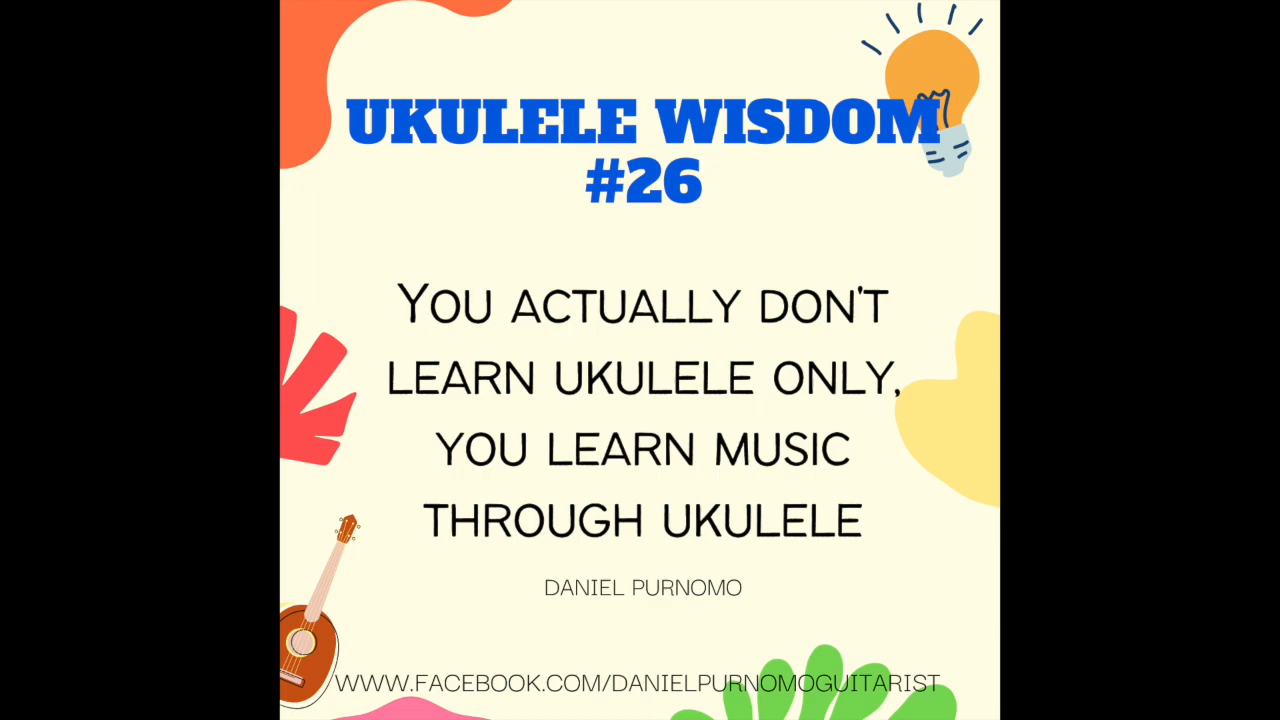 UKULELE WISDOM
#26
YOU ACTUALLY DON'T
LEARN UKULELE ONLY,
YOU LEARN MUSIC
THROUGH UKULELE
DANIEL PURNOMO
WWW.FACEBOOK.COM/DANIELPURNOMOGUITARIST